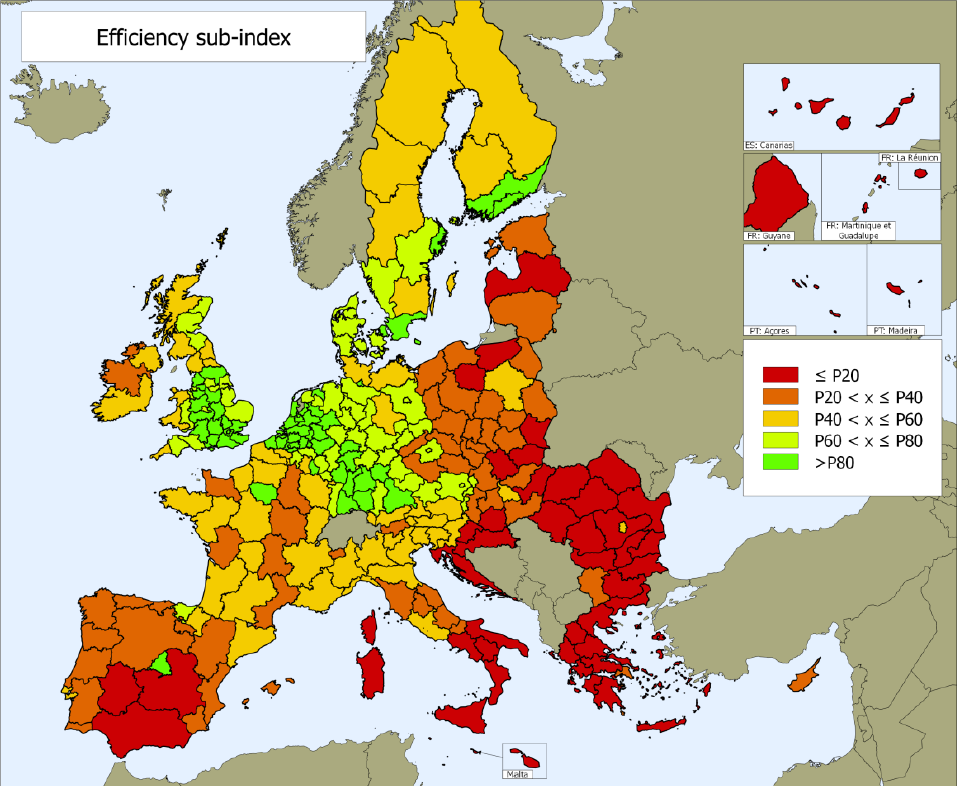 Efficiency sub-index
ES: Canarias
FR: La Réunion
FR: Guyane
FR: Martinique et
Guadalupe
PT: Açores
PT: Madeira
≤ P20
P20 < x ≤ P40
P40 < x ≤ P60
P60 < x ≤ P80
>P80
Malta